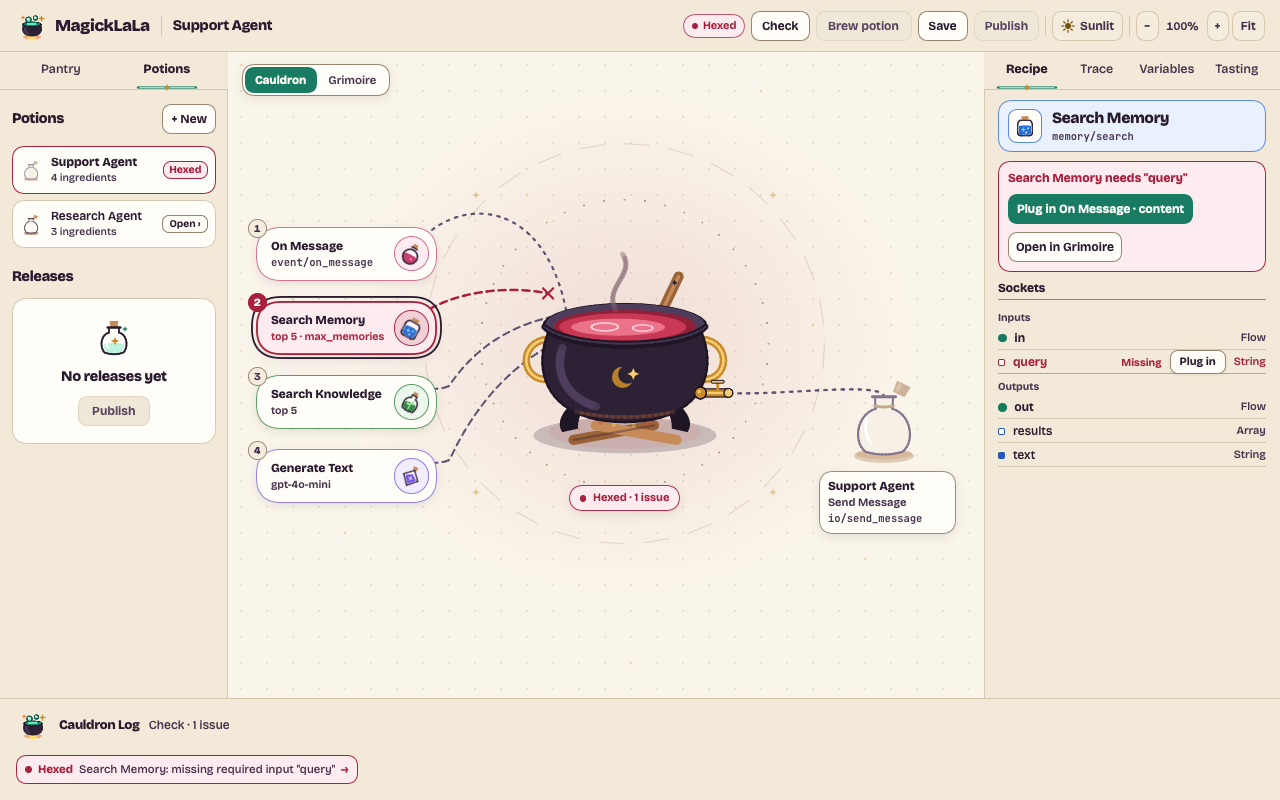 MagickLaLa
Support Agent
Hexed
Check
Brew potion
Save
Publish
Sunlit
−
100%
+
Fit
Pantry
Potions
Potions
+ New
Support Agent
4 ingredients
Hexed
Research Agent
3 ingredients
Open ›
Releases
No releases yet
Publish
Cauldron
Grimoire
1
On Message
event/on_message
2
Search Memory
top 5 · max_memories
3
Search Knowledge
top 5
4
Generate Text
gpt-4o-mini
Hexed · 1 issue
Support Agent
Send Message
io/send_message
Recipe
Trace
Variables
Tasting
Search Memory
memory/search
Search Memory needs "query"
Plug in On Message · content
Open in Grimoire
Sockets
Inputs
in
Flow
query
Missing
Plug in
String
Outputs
out
Flow
results
Array
text
String
Cauldron Log
Check · 1 issue
Hexed
Search Memory: missing required input "query" →